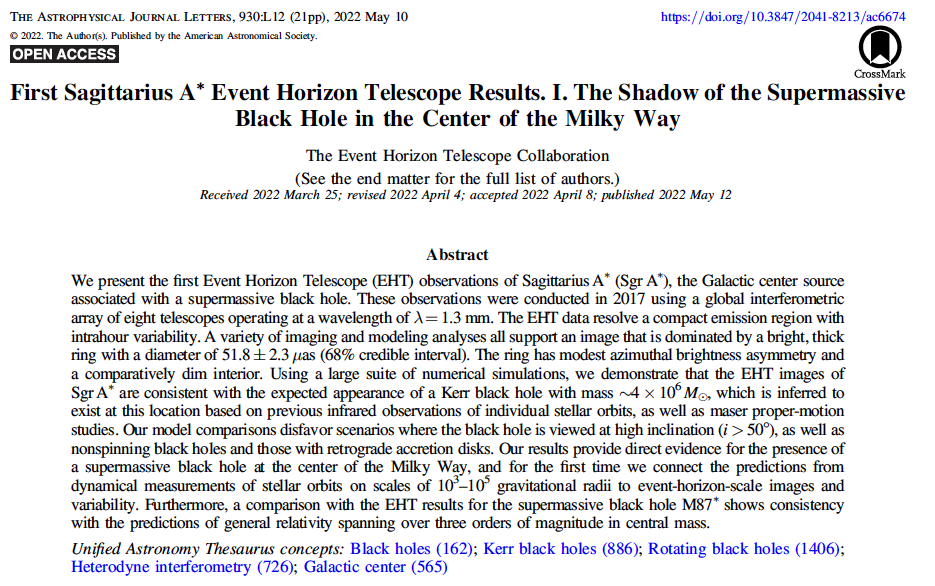 THE ASTROPHYSICAL JOURNAL LETTERS, 930:L12 (21pp), 2022 May 10
https://doi.org/10.3847/2041-8213/ac6674
© 2022. The Author(s). Published by the American Astronomical Society.
OPEN ACCESS
CrossMark
First Sagittarius A* Event Horizon Telescope Results. I. The Shadow of the Supermassive
Black Hole in the Center of the Milky Way
The Event Horizon Telescope Collaboration
(See the end matter for the full list of authors.)
Received 2022 March 25; revised 2022 April 4; accepted 2022 April 8; published 2022 May 12
Abstract
We present the first Event Horizon Telescope (EHT) observations of Sagittarius A* (Sgr A*), the Galactic center source
associated with a supermassive black hole. These observations were conducted in 2017 using a global interferometric
array of eight telescopes operating at a wavelength of λ = 1.3 mm. The EHT data resolve a compact emission region with
intrahour variability. A variety of imaging and modeling analyses all support an image that is dominated by a bright, thick
ring with a diameter of 51.8 ± 2.3 μas (68% credible interval). The ring has modest azimuthal brightness asymmetry and
a comparatively dim interior. Using a large suite of numerical simulations, we demonstrate that the EHT images of
Sgr A* are consistent with the expected appearance of a Kerr black hole with mass ~4 × 10⁶ M☉, which is inferred to
exist at this location based on previous infrared observations of individual stellar orbits, as well as maser proper-motion
studies. Our model comparisons disfavor scenarios where the black hole is viewed at high inclination (i > 50°), as well as
nonspinning black holes and those with retrograde accretion disks. Our results provide direct evidence for the presence of
a supermassive black hole at the center of the Milky Way, and for the first time we connect the predictions from
dynamical measurements of stellar orbits on scales of 10³–10⁵ gravitational radii to event-horizon-scale images and
variability. Furthermore, a comparison with the EHT results for the supermassive black hole M87* shows consistency
with the predictions of general relativity spanning over three orders of magnitude in central mass.
Unified Astronomy Thesaurus concepts: Black holes (162); Kerr black holes (886); Rotating black holes (1406);
Heterodyne interferometry (726); Galactic center (565)